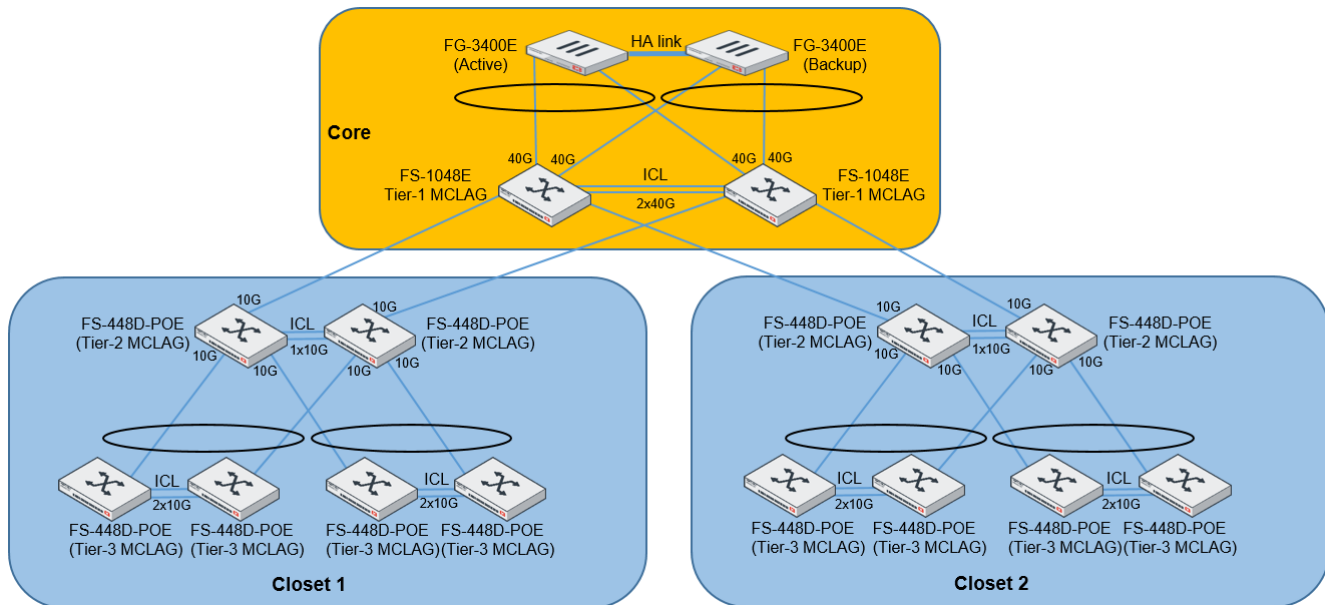 HA link
FG-3400E
(Active)
FG-3400E
(Backup)
Core
40G
40G
40G
40G
FS-1048E
Tier-1 MCLAG
ICL
2x40G
FS-1048E
Tier-1 MCLAG
10G
10G
FS-448D-POE
(Tier-2 MCLAG)
ICL
1x10G
FS-448D-POE
(Tier-2 MCLAG)
10G
10G
10G
10G
ICL
2x10G
ICL
2x10G
FS-448D-POE
(Tier-3 MCLAG)
FS-448D-POE
(Tier-3 MCLAG)
FS-448D-POE
(Tier-3 MCLAG)
FS-448D-POE
(Tier-3 MCLAG)
Closet 1
10G
10G
FS-448D-POE
(Tier-2 MCLAG)
ICL
1x10G
FS-448D-POE
(Tier-2 MCLAG)
10G
10G
10G
10G
ICL
2x10G
ICL
2x10G
FS-448D-POE
(Tier-3 MCLAG)
FS-448D-POE
(Tier-3 MCLAG)
FS-448D-POE
(Tier-3 MCLAG)
FS-448D-POE
(Tier-3 MCLAG)
Closet 2